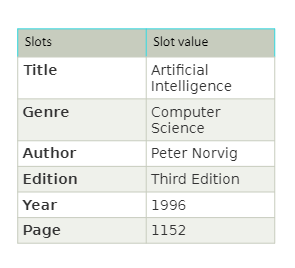 Slots Slot value
Title Artificial
Intelligence
Genre Computer
Science
Author Peter Norvig
Edition Third Edition
Year 1996
Page 1152